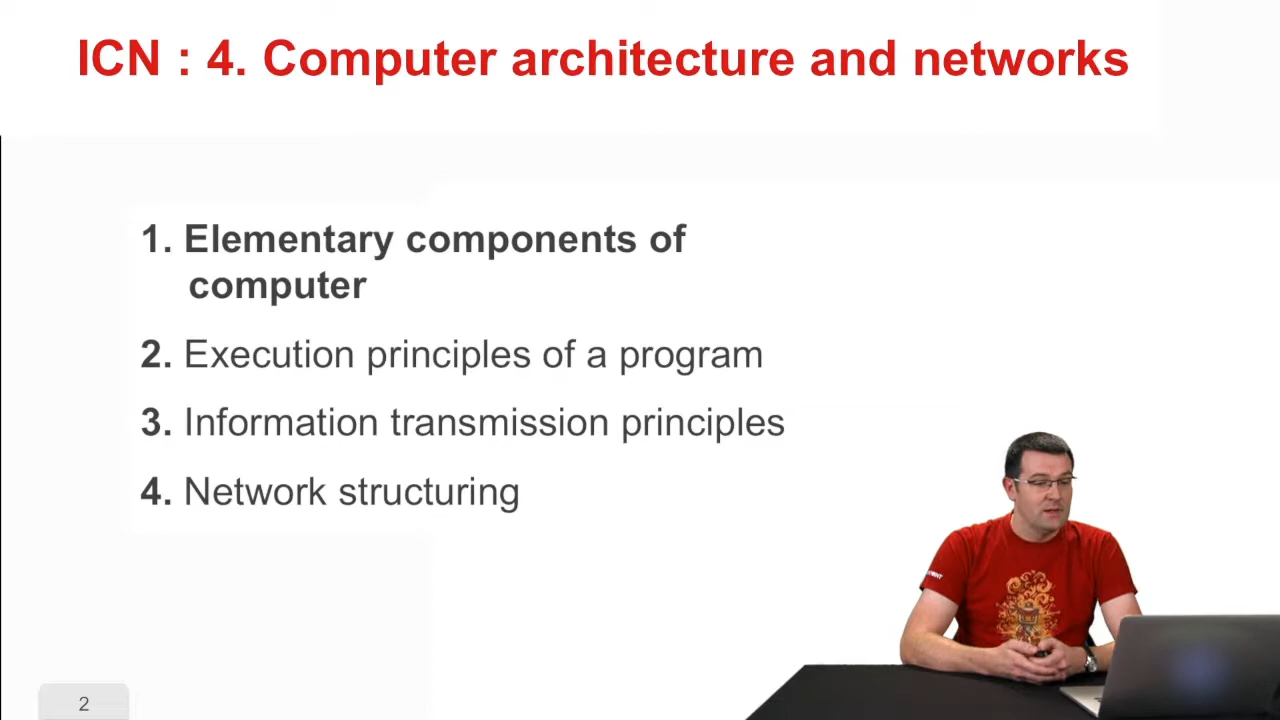 ICN : 4. Computer architecture and networks
1. Elementary components of
computer
2. Execution principles of a program
3. Information transmission principles
4. Network structuring
2